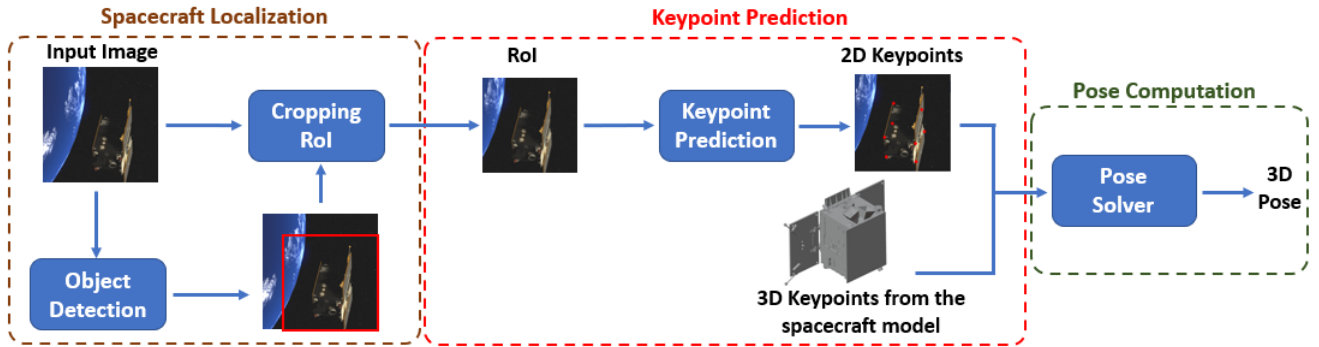 Spacecraft Localization
Input Image
Cropping
RoI
Object
Detection
Keypoint Prediction
RoI
Keypoint
Prediction
2D Keypoints
3D Keypoints from the
spacecraft model
Pose Computation
Pose
Solver
3D
Pose